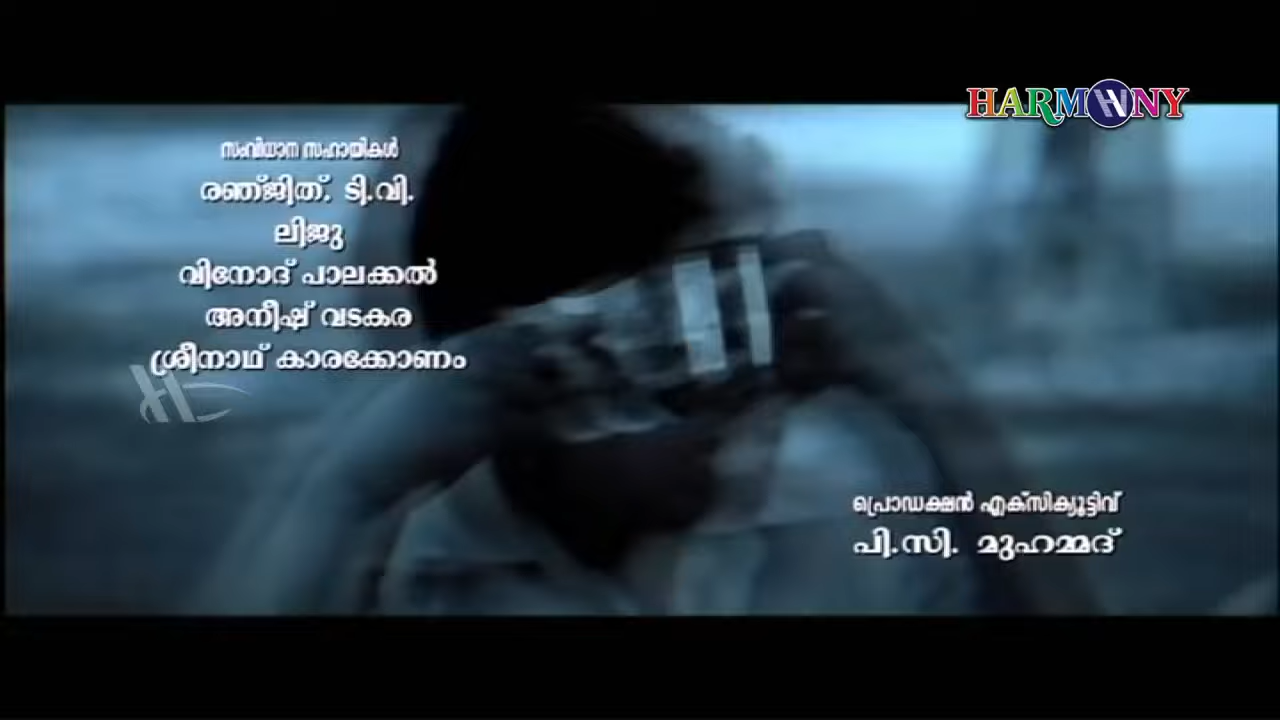 HARMONY
സംവിധാന സഹായികൾ
രഞ്ജിത്. ടി.വി.
ലിജു
വിനോദ് പാലക്കൽ
അനീഷ് വടകര
ശ്രീനാഥ് കാരക്കോണം
പ്രൊഡക്ഷൻ എക്സിക്യൂട്ടിവ്
പി.സി. മുഹമ്മദ്